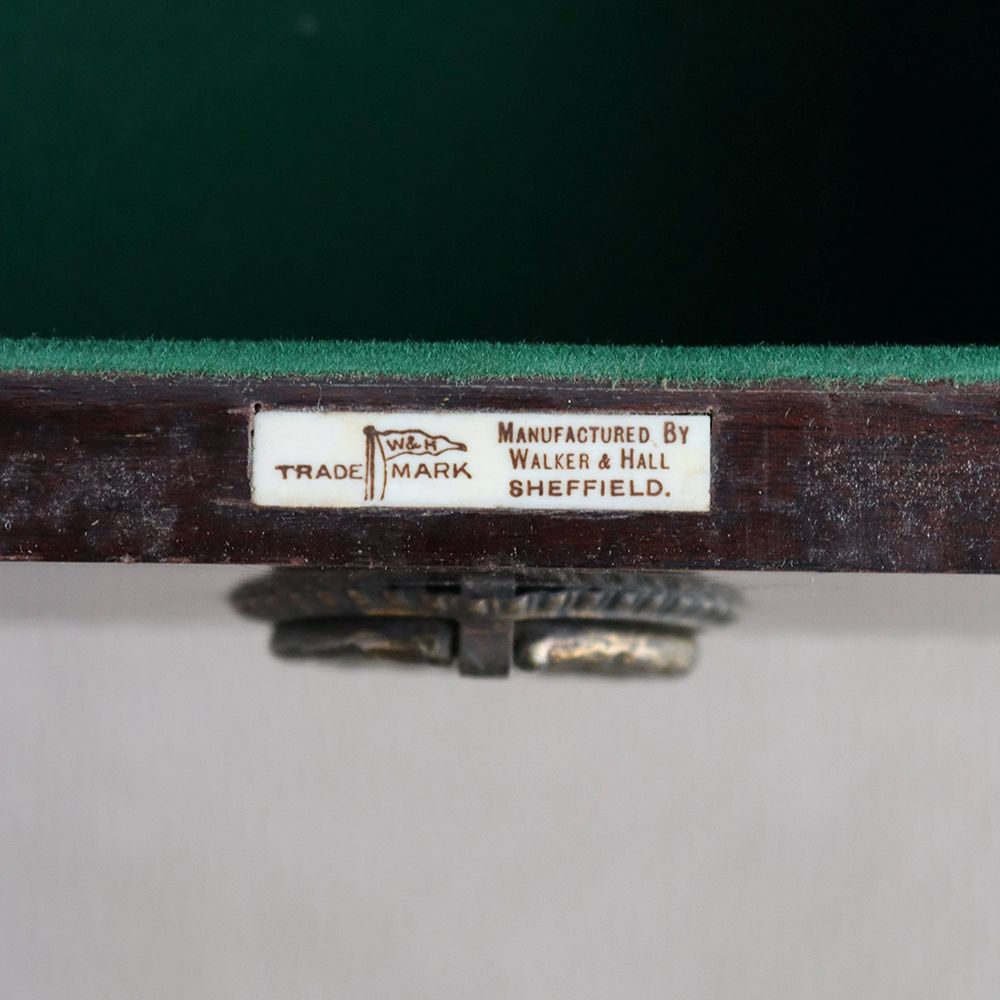 W & H
TRADE MARK
MANUFACTURED BY
WALKER & HALL
SHEFFIELD.